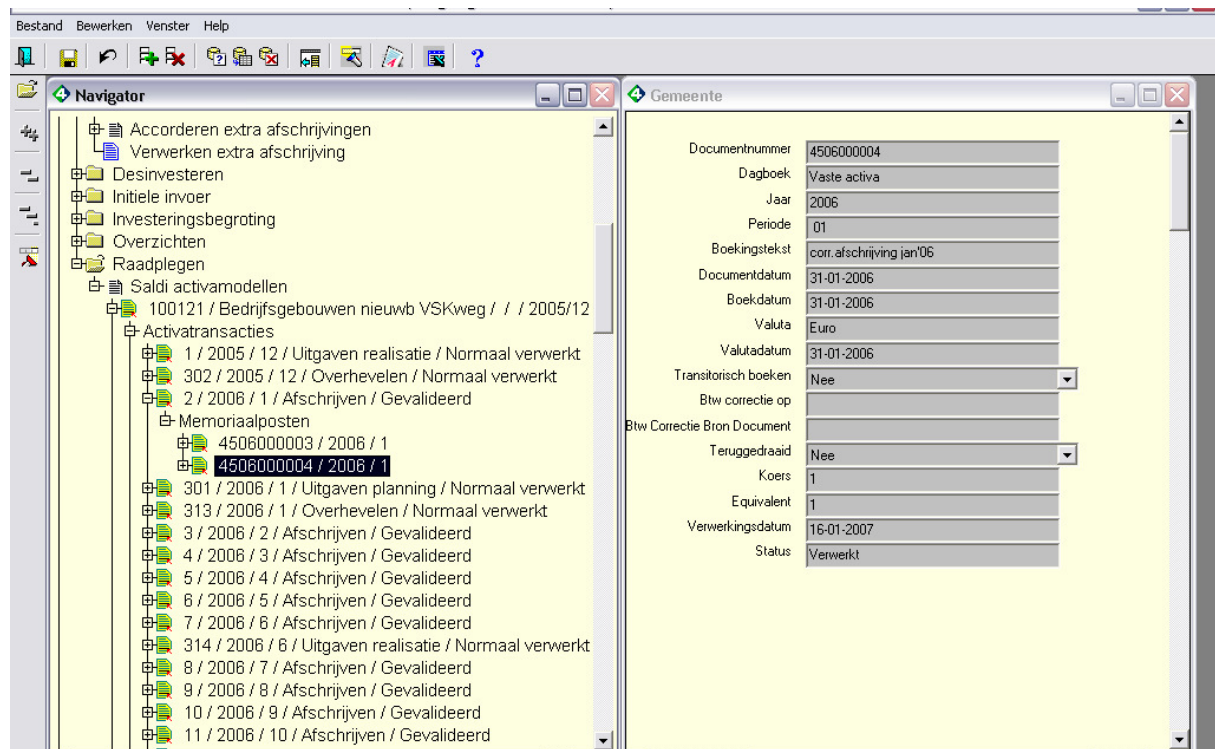 Bestand Bewerken Venster Help
Navigator
Accorderen extra afschrijvingen
Verwerken extra afschrijving
Desinvesteren
Initiele invoer
Investeringsbegroting
Overzichten
Raadplegen
Saldi activamodellen
100121 / Bedrijfsgebouwen nieuwb VSKweg / / / 2005/12
Activatransacties
1 / 2005 / 12 / Uitgaven realisatie / Normaal verwerkt
302 / 2005 / 12 / Overhevelen / Normaal verwerkt
2 / 2006 / 1 / Afschrijven / Gevalideerd
Memoriaalposten
4506000003 / 2006 / 1
4506000004 / 2006 / 1
301 / 2006 / 1 / Uitgaven planning / Normaal verwerkt
313 / 2006 / 1 / Overhevelen / Normaal verwerkt
3 / 2006 / 2 / Afschrijven / Gevalideerd
4 / 2006 / 3 / Afschrijven / Gevalideerd
5 / 2006 / 4 / Afschrijven / Gevalideerd
6 / 2006 / 5 / Afschrijven / Gevalideerd
7 / 2006 / 6 / Afschrijven / Gevalideerd
314 / 2006 / 6 / Uitgaven realisatie / Normaal verwerkt
8 / 2006 / 7 / Afschrijven / Gevalideerd
9 / 2006 / 8 / Afschrijven / Gevalideerd
10 / 2006 / 9 / Afschrijven / Gevalideerd
11 / 2006 / 10 / Afschrijven / Gevalideerd
Gemeente
Documentnummer 4506000004
Dagboek Vaste activa
Jaar 2006
Periode 01
Boekingstekst corr.afschrijving jan'06
Documentdatum 31-01-2006
Boekdatum 31-01-2006
Valuta Euro
Valutadatum 31-01-2006
Transitorisch boeken Nee
Btw correctie op
Btw Correctie Bron Document
Teruggedraaid Nee
Koers 1
Equivalent 1
Verwerkingsdatum 16-01-2007
Status Verwerkt